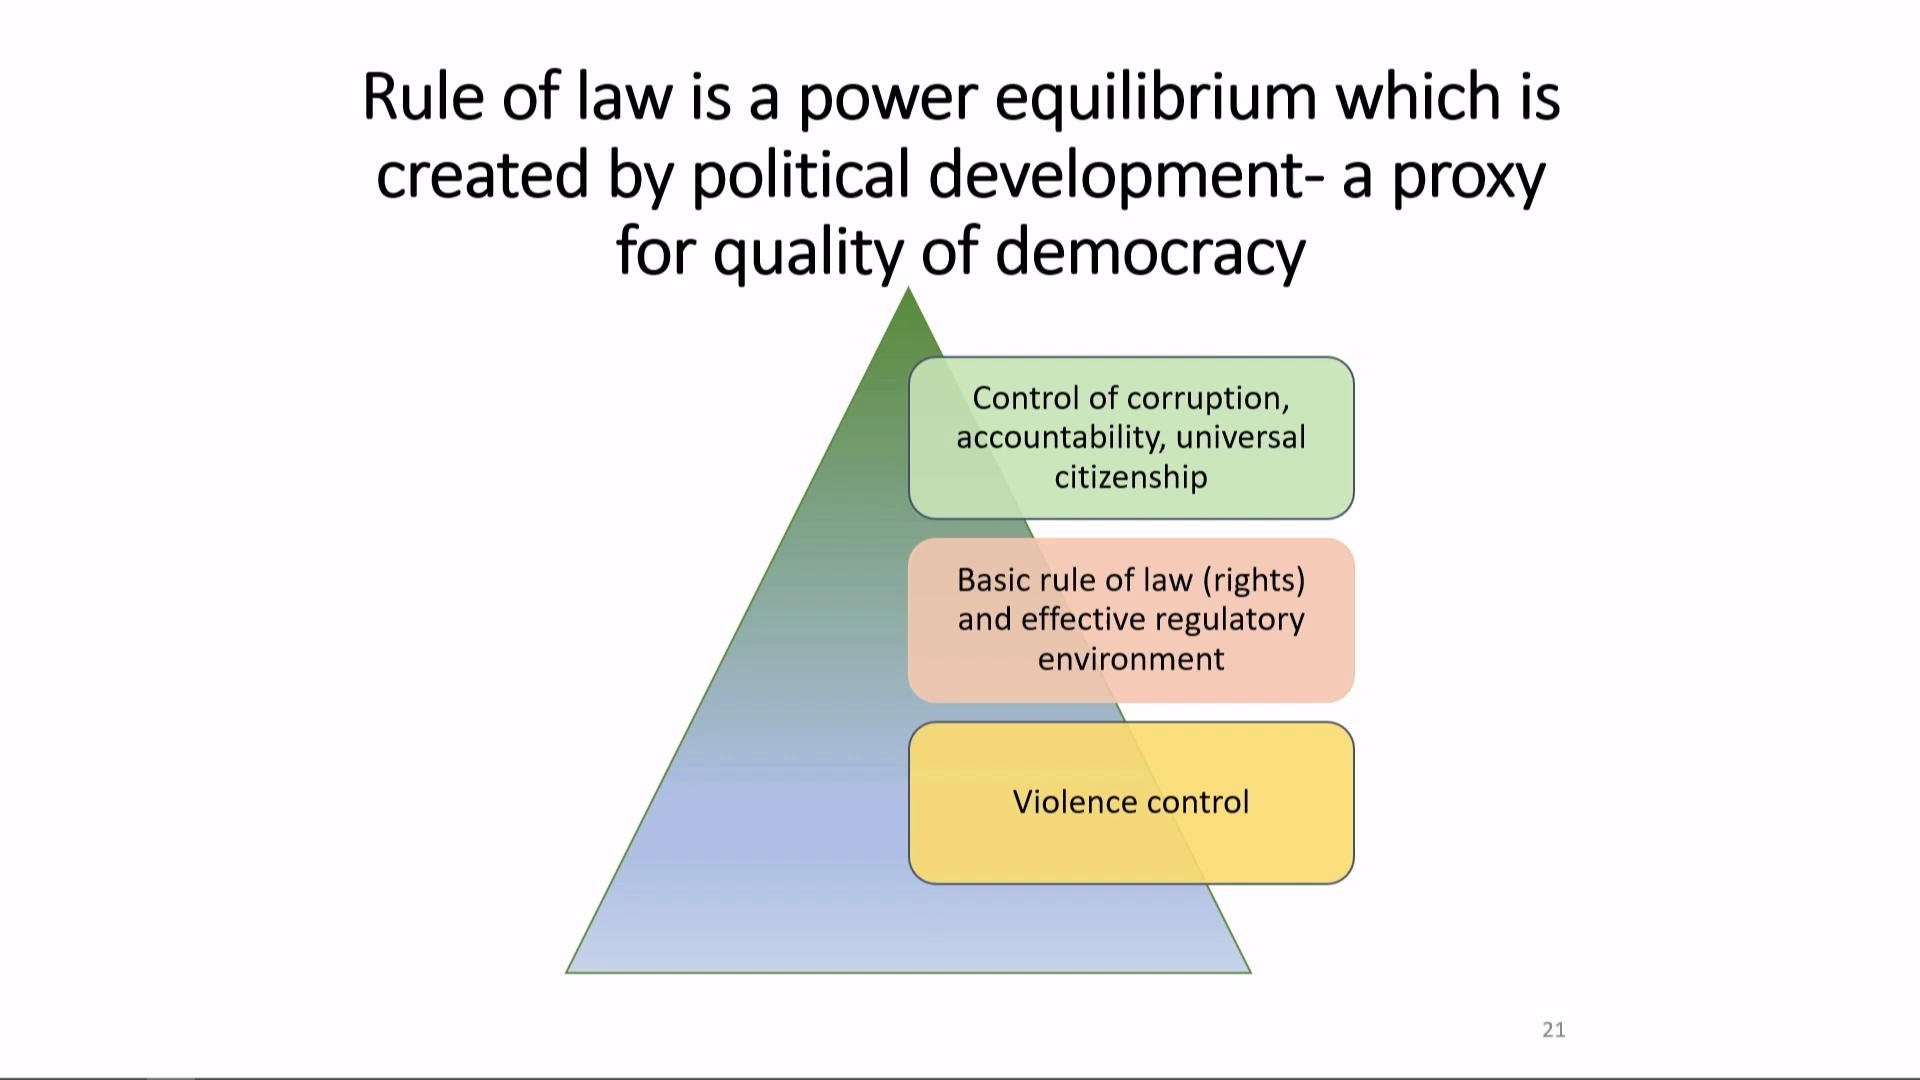 Rule of law is a power equilibrium which is
created by political development- a proxy
for quality of democracy
Control of corruption,
accountability, universal
citizenship
Basic rule of law (rights)
and effective regulatory
environment
Violence control
21